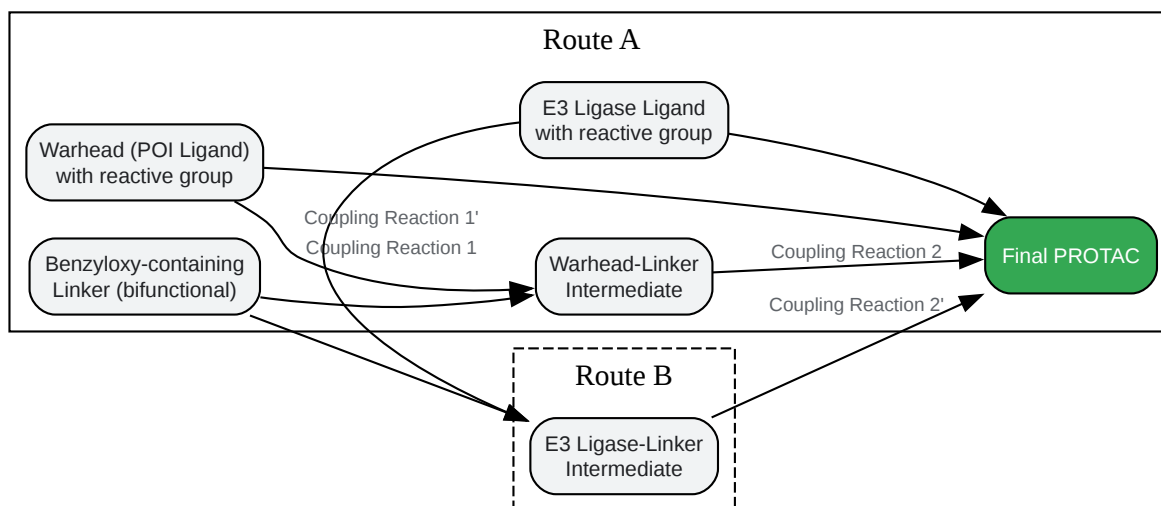 Route A
E3 Ligase Ligand
with reactive group
Warhead (POI Ligand)
with reactive group
Coupling Reaction 1'
Coupling Reaction 1
Benzyloxy-containing
Linker (bifunctional)
Warhead-Linker
Intermediate
Coupling Reaction 2
Final PROTAC
Coupling Reaction 2'
Route B
E3 Ligase-Linker
Intermediate